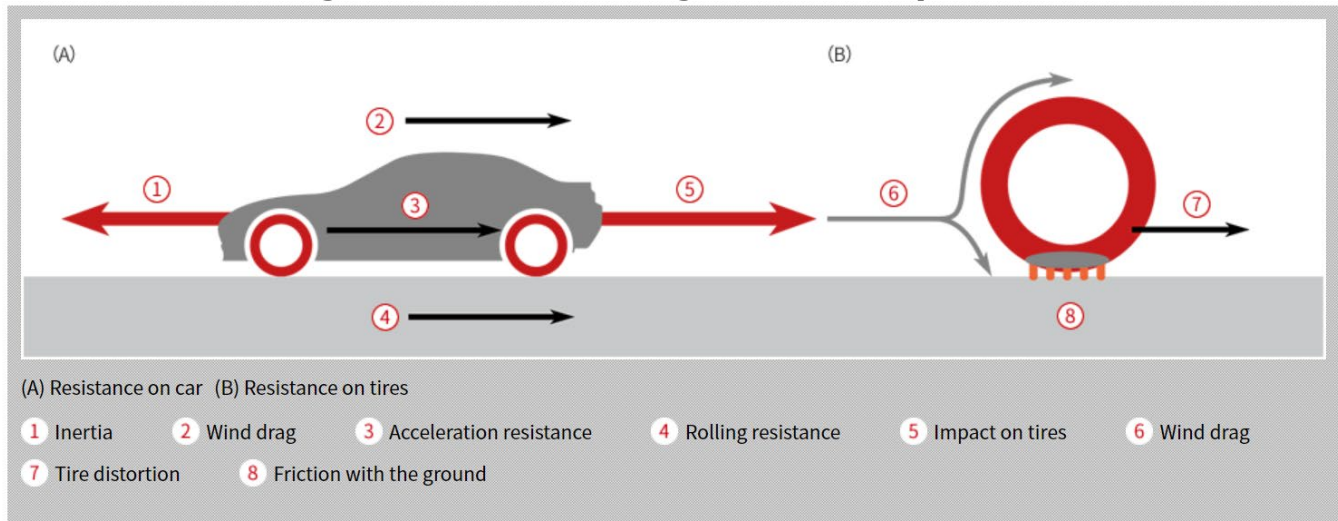 (A)
(B)
②
①
③
⑤
⑥
⑦
④
⑧
(A) Resistance on car (B) Resistance on tires
① Inertia ② Wind drag ③ Acceleration resistance ④ Rolling resistance ⑤ Impact on tires ⑥ Wind drag
⑦ Tire distortion ⑧ Friction with the ground